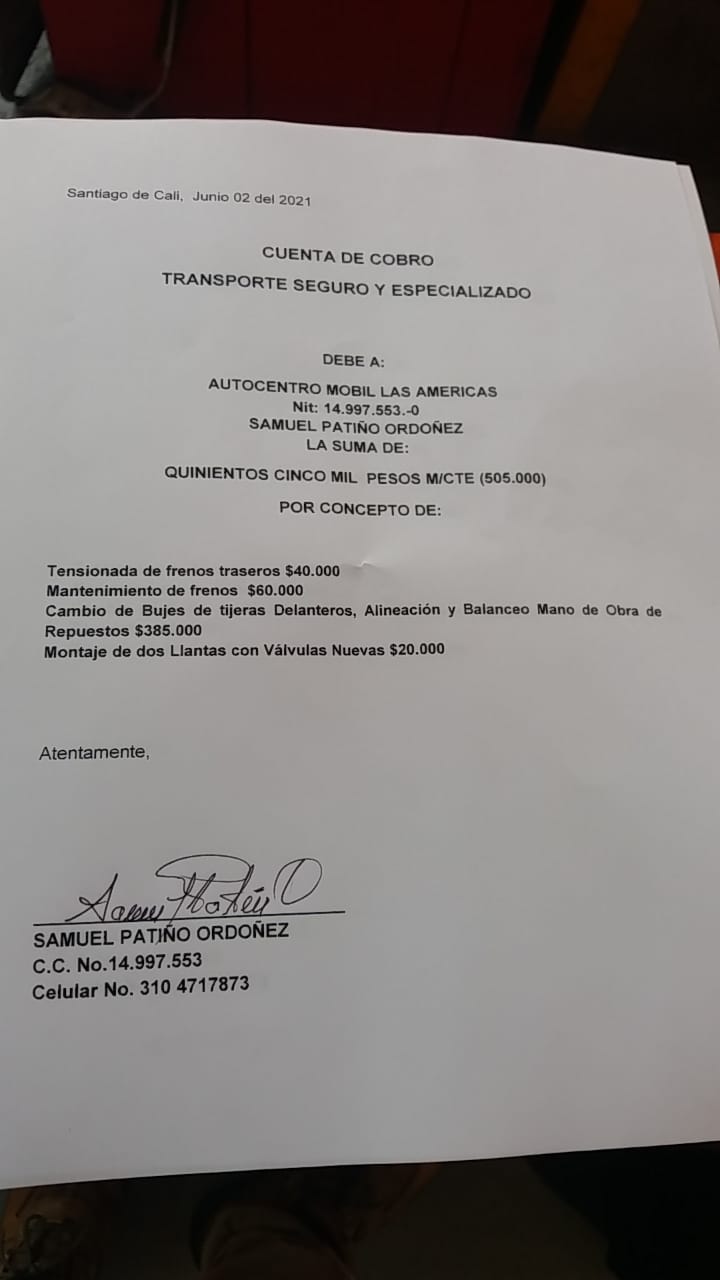 Santiago de Cali, Junio 02 del 2021
CUENTA DE COBRO
TRANSPORTE SEGURO Y ESPECIALIZADO
DEBE A:
AUTOCENTRO MOBIL LAS AMERICAS
Nit: 14.997.553.-0
SAMUEL PATIÑO ORDOÑEZ
LA SUMA DE:
QUINIENTOS CINCO MIL PESOS M/CTE (505.000)
POR CONCEPTO DE:
Tensionada de frenos traseros $40.000
Mantenimiento de frenos $60.000
Cambio de Bujes de tijeras Delanteros, Alineación y Balanceo Mano de Obra de
Repuestos $385.000
Montaje de dos Llantas con Válvulas Nuevas $20.000
Atentamente,
SAMUEL PATIÑO ORDOÑEZ
C.C. No.14.997.553
Celular No. 310 4717873